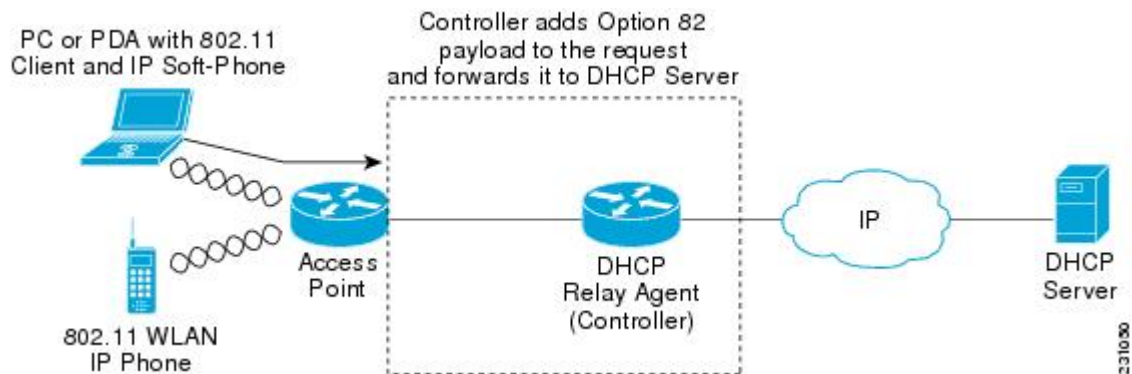 Controller adds Option 82
payload to the request
and forwards it to DHCP Server
PC or PDA with 802.11
Client and IP Soft-Phone
Access
Point
DHCP
Relay Agent
(Controller)
IP
DHCP
Server
802.11 WLAN
IP Phone
231050